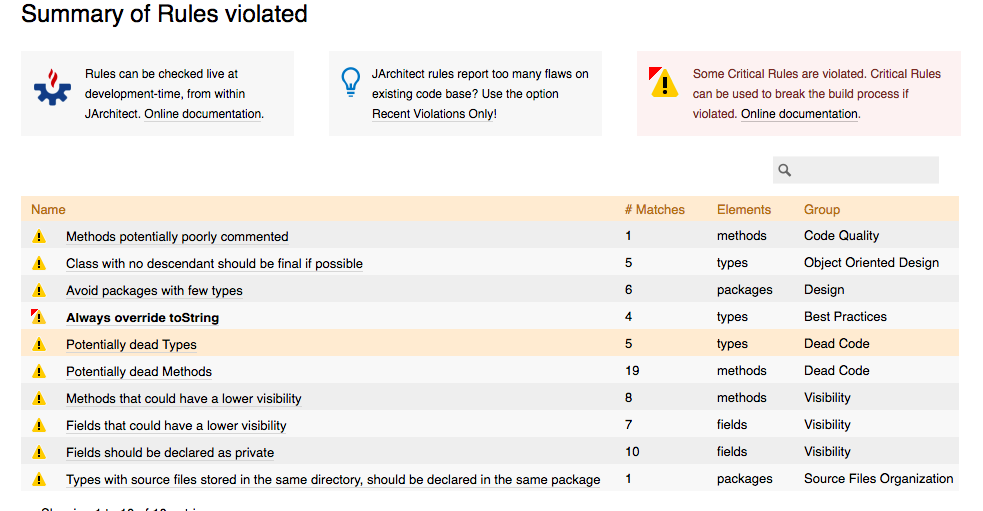 Summary of Rules violated
Rules can be checked live at
development-time, from within
JArchitect. Online documentation.
JArchitect rules report too many flaws on
existing code base? Use the option
Recent Violations Only!
Some Critical Rules are violated. Critical Rules
can be used to break the build process if
violated. Online documentation.
Name # Matches Elements Group
Methods potentially poorly commented 1 methods Code Quality
Class with no descendant should be final if possible 5 types Object Oriented Design
Avoid packages with few types 6 packages Design
Always override toString 4 types Best Practices
Potentially dead Types 5 types Dead Code
Potentially dead Methods 19 methods Dead Code
Methods that could have a lower visibility 8 methods Visibility
Fields that could have a lower visibility 7 fields Visibility
Fields should be declared as private 10 fields Visibility
Types with source files stored in the same directory, should be declared in the same package 1 packages Source Files Organization